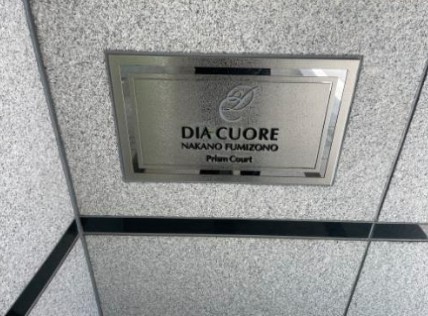 DIA CUORE
NAKANO FUMIZONO
Prism Court